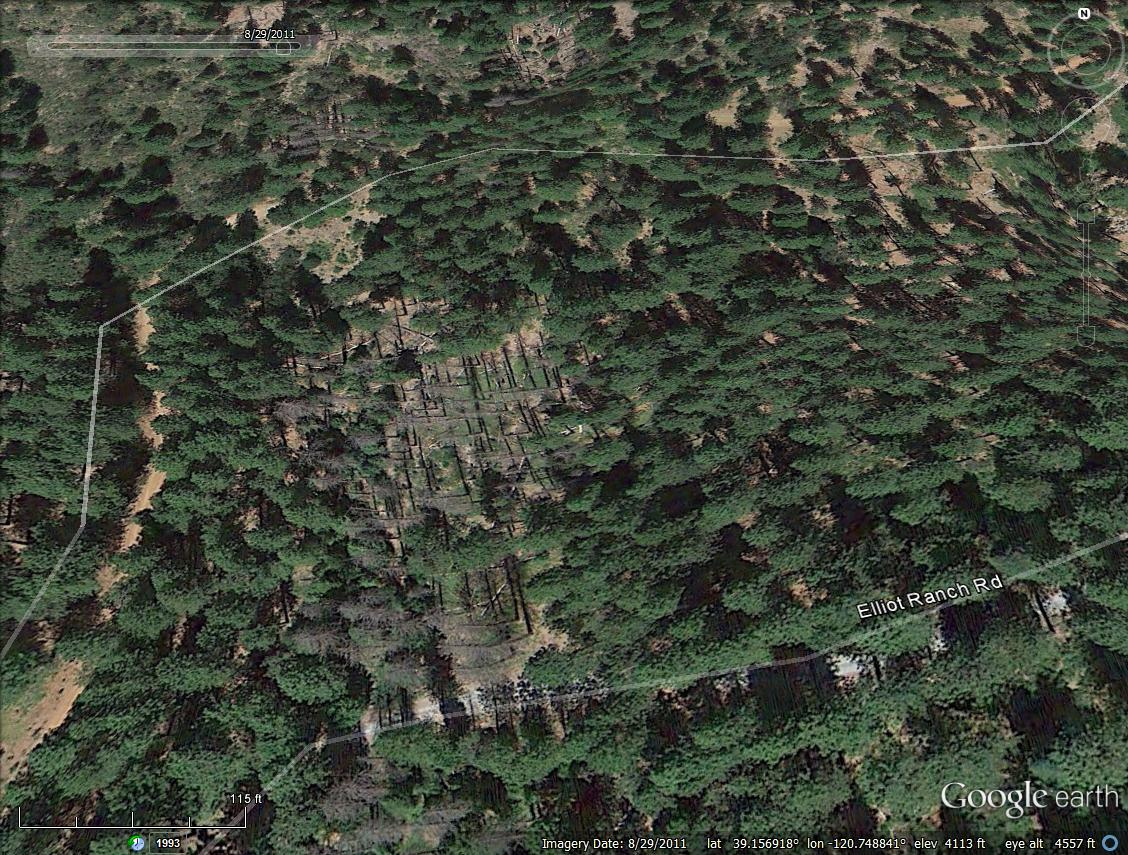 8/29/2011
N
Elliot Ranch Rd
115 ft
Google earth
1993
Imagery Date: 8/29/2011 lat 39.156918° lon -120.748841° elev 4113 ft eye alt 4557 ft